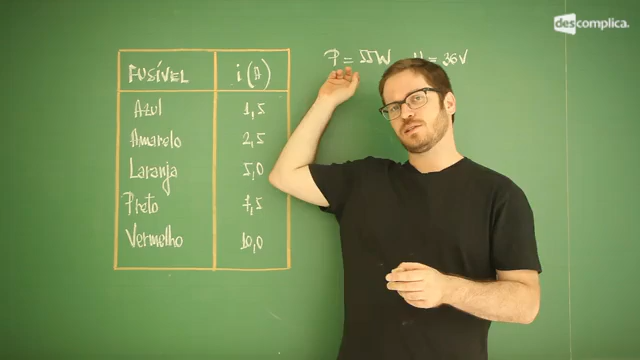 descomplica.
P = 55W U = 36V
FUSÍVEL i(A)
Azul 1,5
Amarelo 2,5
Laranja 5,0
Preto 7,5
Vermelho 10,0